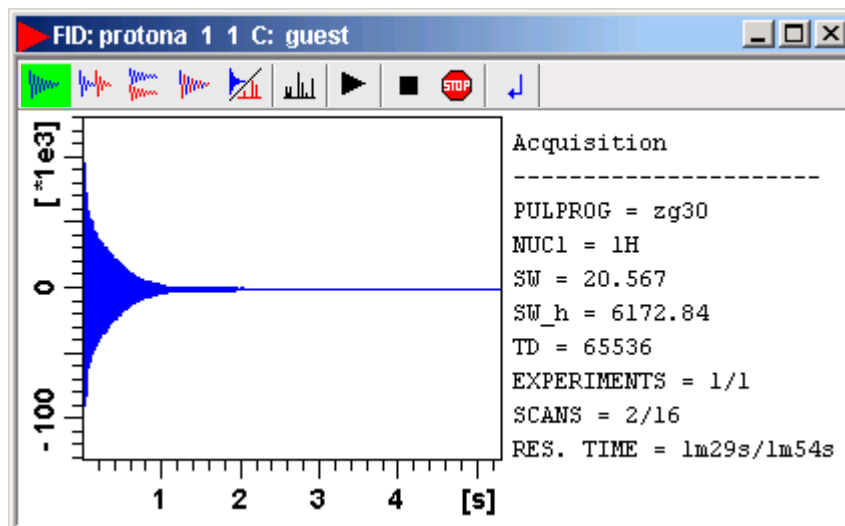 FID: protona 1 1 C: guest
STOP
[*1e3]
0
-100
1 2 3 4 [s]
Acquisition
----------------------
PULPROG = zg30
NUC1 = 1H
SW = 20.567
SW_h = 6172.84
TD = 65536
EXPERIMENTS = 1/1
SCANS = 2/16
RES. TIME = 1m29s/1m54s